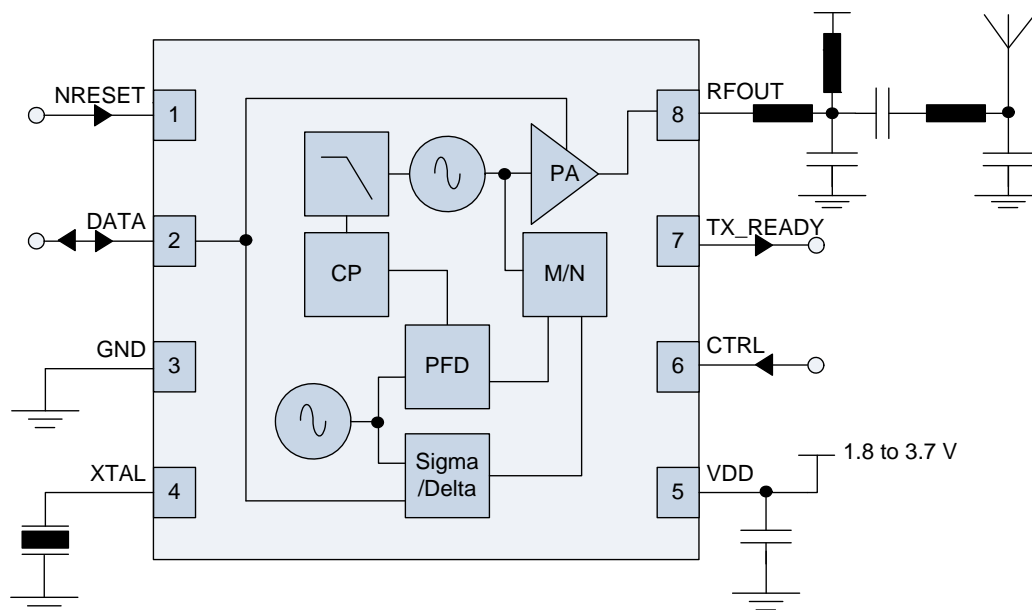 NRESET
1
DATA
2
GND
3
XTAL
4
CP
PA
M/N
PFD
Sigma
/Delta
8
RFOUT
7
TX_READY
6
CTRL
5
VDD
1.8 to 3.7 V